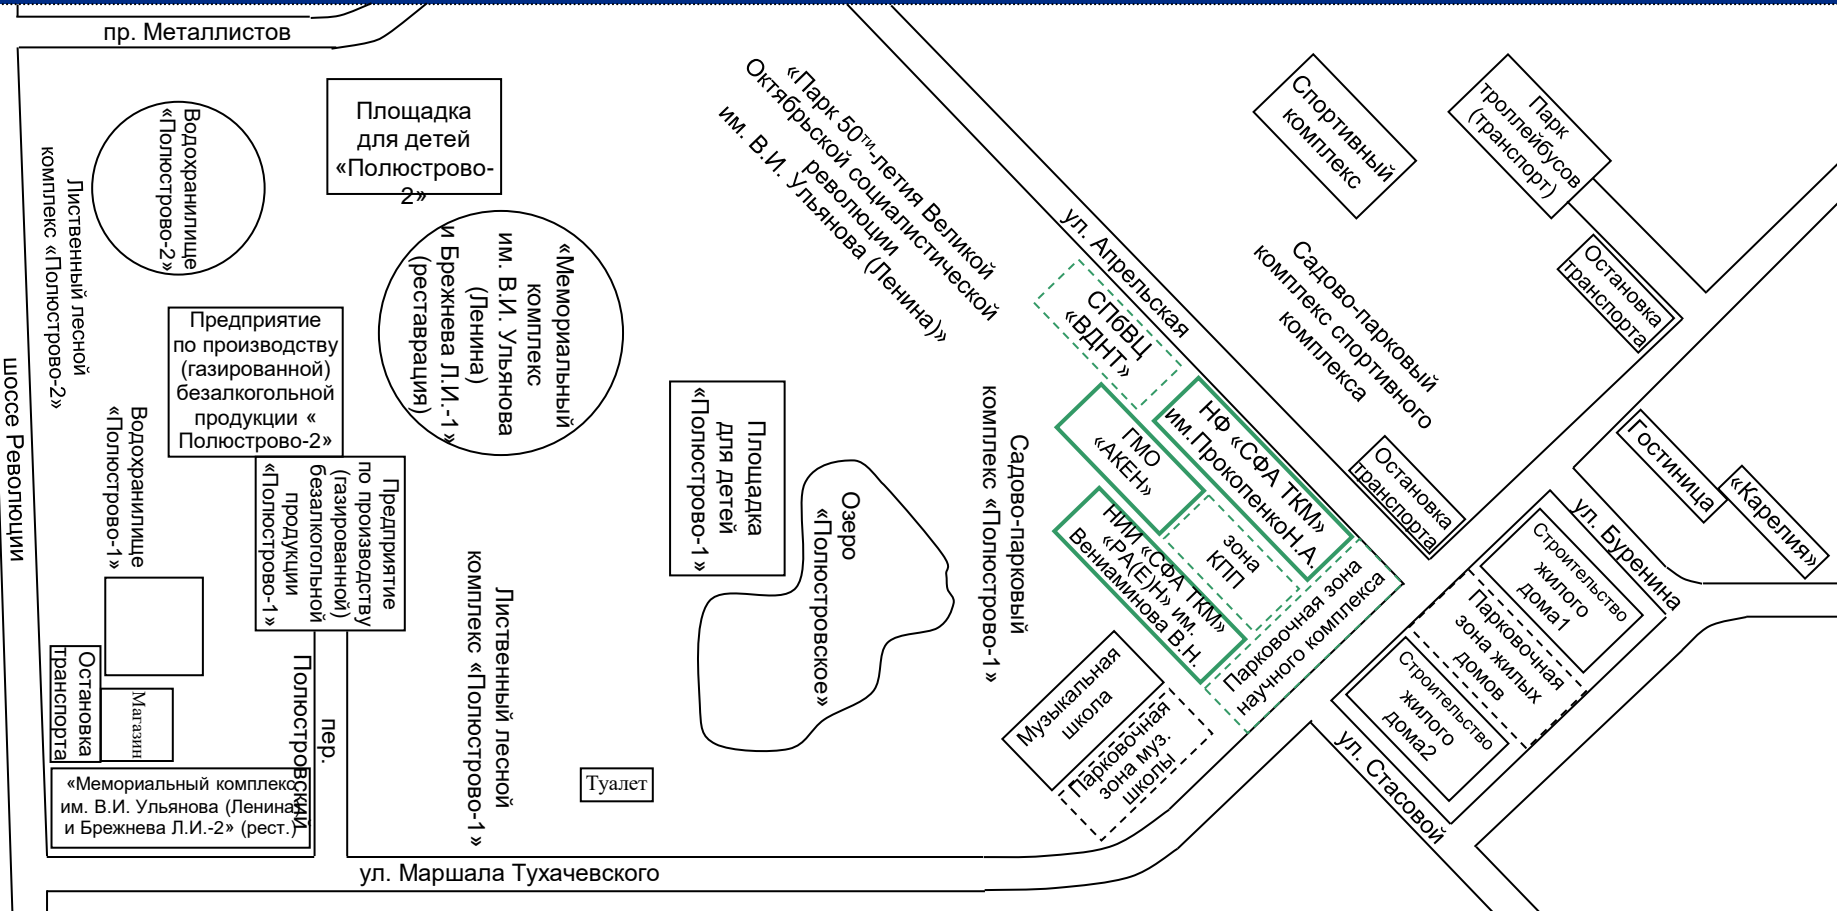 пр. Металлистов
Площадка
для детей
«Полюстрово-
2»
Водохранилище
«Полюстрово-2»
Лиственный лесной
комплекс «Полюстрово-2»
«Мемориальный
комплекс
им. В.И. Ульянова
(Ленина)
и Брежнева Л.И.-1»
(реставрация)
Предприятие
по производству
(газированной)
безалкогольной
продукции «
Полюстрово-2»
шоссе Революции
Водохранилище
«Полюстрово-1»
Предприятие
по производству
(газированной)
безалкогольной
продукции
«Полюстрово-1»
Остановка
транспорта
Магазин
Полюстровский
пер.
«Мемориальный комплекс
им. В.И. Ульянова (Ленина)
и Брежнева Л.И.-2» (рест.)
Лиственный лесной
комплекс «Полюстрово-1»
Туалет
ул. Маршала Тухачевского
Площадка
для детей
«Полюстрово-1»
Озеро
«Полюстровское»
«Парк 50ти-летия Великой
Октябрьской социалистической
революции
им. В.И. Ульянова (Ленина)»
Садово-парковый
комплекс «Полюстрово-1»
ул. Апрельская
СПбВЦ
«ВДНТ»
НФ «СФА ТКМ»
им.ПрокопенкоН.А.
ГМО
«АКЕН»
зона
КПП
НИИ «СФА ТКМ»
«РА(Е)Н» им.
Вениаминова В.Н.
Парковочная зона
научного комплекса
Музыкальная
школа
Парковочная
зона муз.
школы
Спортивный
комплекс
Парк
троллейбусов
(транспорт)
Садово-парковый
комплекс спортивного
комплекса
Остановка
транспорта
Остановка
транспорта
Гостиница
«Карелия»
ул. Буренина
Строительство
жилого
дома1
Парковочная
зона жилых
домов
Строительство
жилого
дома2
ул. Стасовой